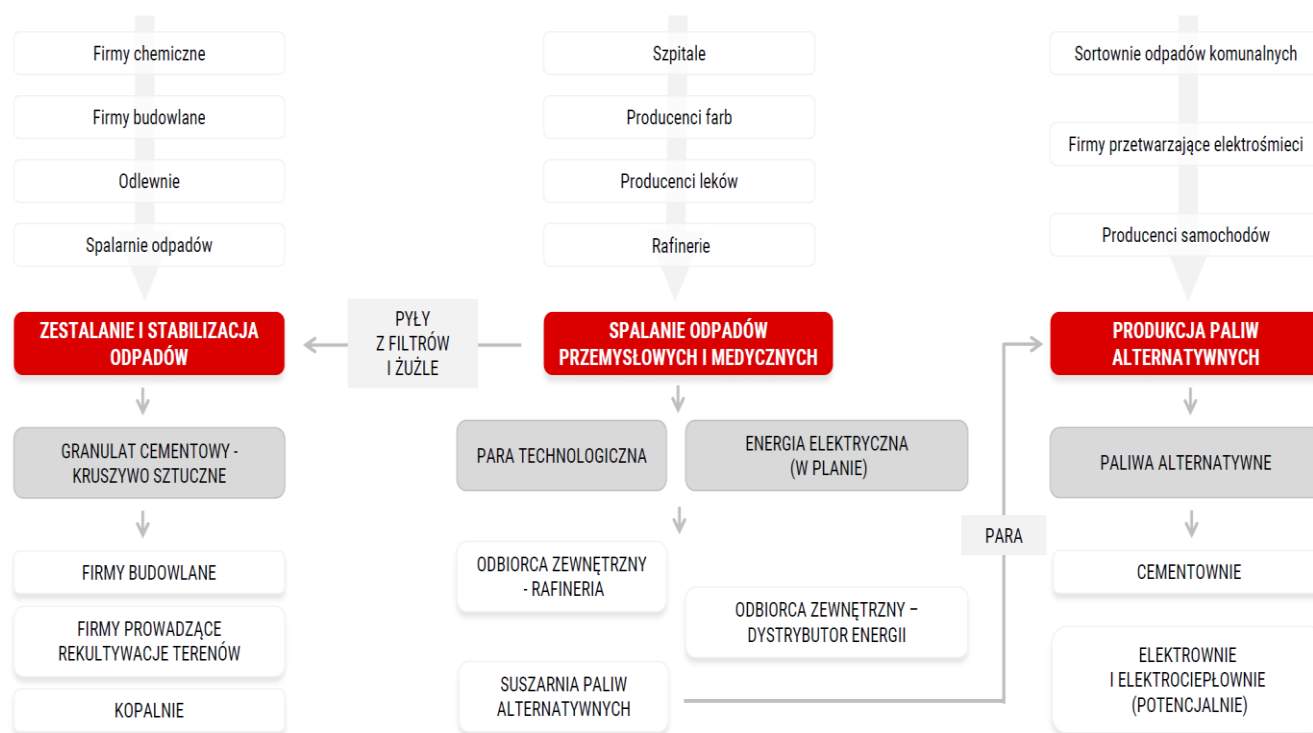 Firmy chemiczne
Firmy budowlane
Odlewnie
Spalarnie odpadów
ZESTALANIE I STABILIZACJA
ODPADÓW
GRANULAT CEMENTOWY -
KRUSZYWO SZTUCZNE
FIRMY BUDOWLANE
FIRMY PROWADZĄCE
REKULTYWACJE TERENÓW
KOPALNIE
PYŁY
Z FILTRÓW
I ŻUŻLE
Szpitale
Producenci farb
Producenci leków
Rafinerie
SPALANIE ODPADÓW
PRZEMYSŁOWYCH I MEDYCZNYCH
PARA TECHNOLOGICZNA
ENERGIA ELEKTRYCZNA
(W PLANIE)
ODBIORCA ZEWNĘTRZNY
- RAFINERIA
ODBIORCA ZEWNĘTRZNY –
DYSTRYBUTOR ENERGII
SUSZARNIA PALIW
ALTERNATYWNYCH
PARA
Sortownie odpadów komunalnych
Firmy przetwarzające elektrośmieci
Producenci samochodów
PRODUKCJA PALIW
ALTERNATYWNYCH
PALIWA ALTERNATYWNE
CEMENTOWNIE
ELEKTROWNIE
I ELEKTROCIEPŁOWNIE
(POTENCJALNIE)